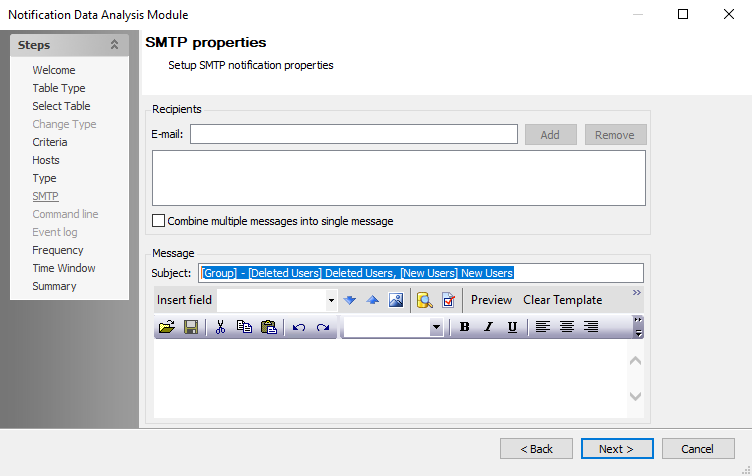 Notification Data Analysis Module
Steps
Welcome
Table Type
Select Table
Change Type
Criteria
Hosts
Type
SMTP
Command line
Event log
Frequency
Time Window
Summary
SMTP properties
Setup SMTP notification properties
Recipients
E-mail:
Add
Remove
Combine multiple messages into single message
Message
Subject: [Group] - [Deleted Users] Deleted Users, [New Users] New Users
Insert field
Preview
Clear Template
B I U
< Back
Next >
Cancel